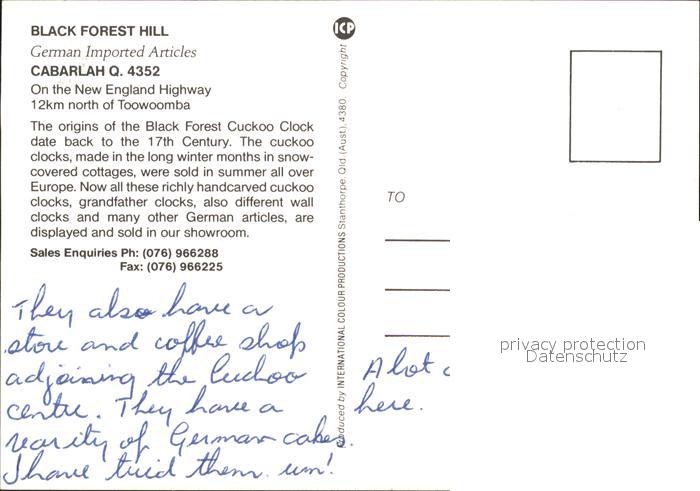 BLACK FOREST HILL
German Imported Articles
CABARLAH Q. 4352
On the New England Highway
12km north of Toowoomba
The origins of the Black Forest Cuckoo Clock
date back to the 17th Century. The cuckoo
clocks, made in the long winter months in snow-
covered cottages, were sold in summer all over
Europe. Now all these richly handcarved cuckoo
clocks, grandfather clocks, also different wall
clocks and many other German articles, are
displayed and sold in our showroom.
Sales Enquiries Ph: (076) 966288
Fax: (076) 966225
They also have a
store and coffee shop
adjoining the Cuckoo
centre. They have a
varity of German cakes.
I have tried them. um!
ICP
Produced by INTERNATIONAL COLOUR PRODUCTIONS Stanthorpe, Qld. (Aust.), 4380. Copyright
TO
A lot
here.
privacy protection
Datenschutz